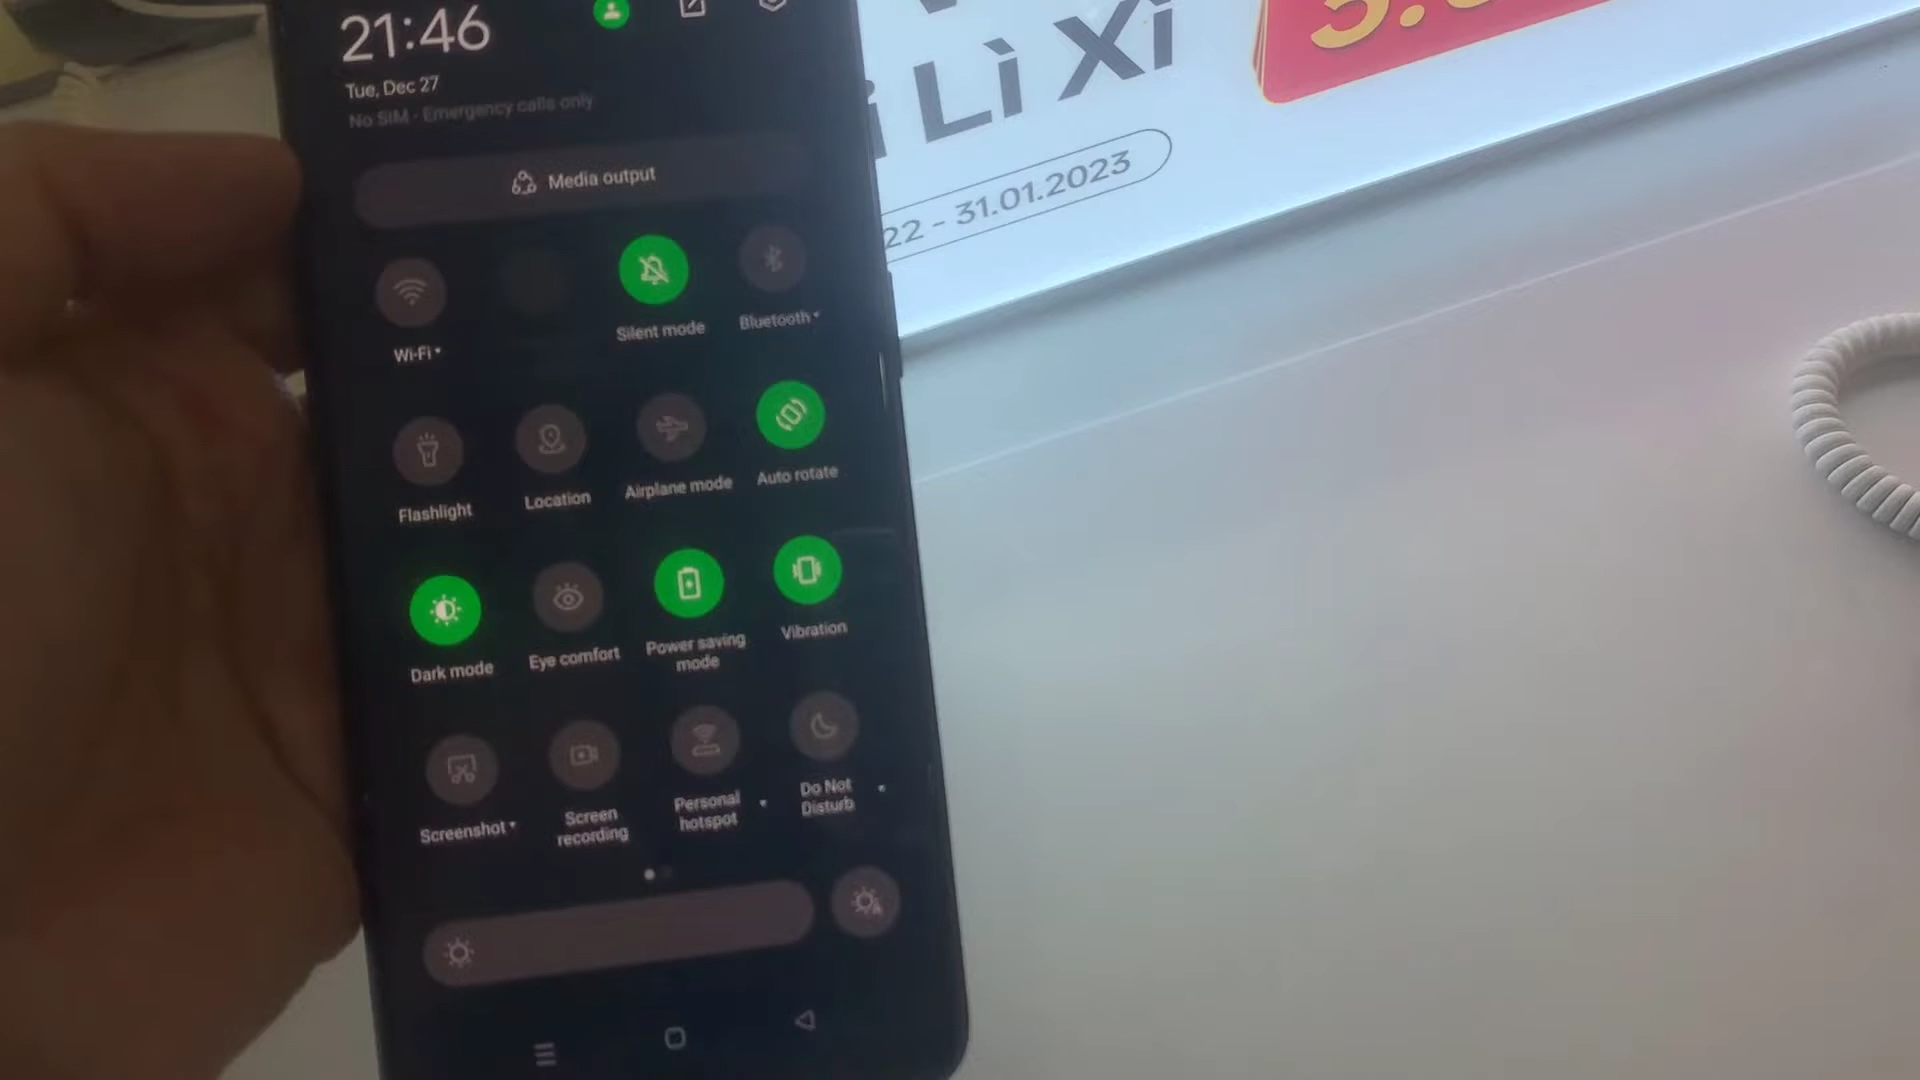 21:46
Tue, Dec 27
No SIM - Emergency calls only
Media output
Wi-Fi
Silent mode
Bluetooth
Flashlight
Location
Airplane mode
Auto rotate
Dark mode
Eye comfort
Power saving
mode
Vibration
Screenshot
Screen
recording
Personal
hotspot
Do Not
Disturb
Lì Xì
22 - 31.01.2023